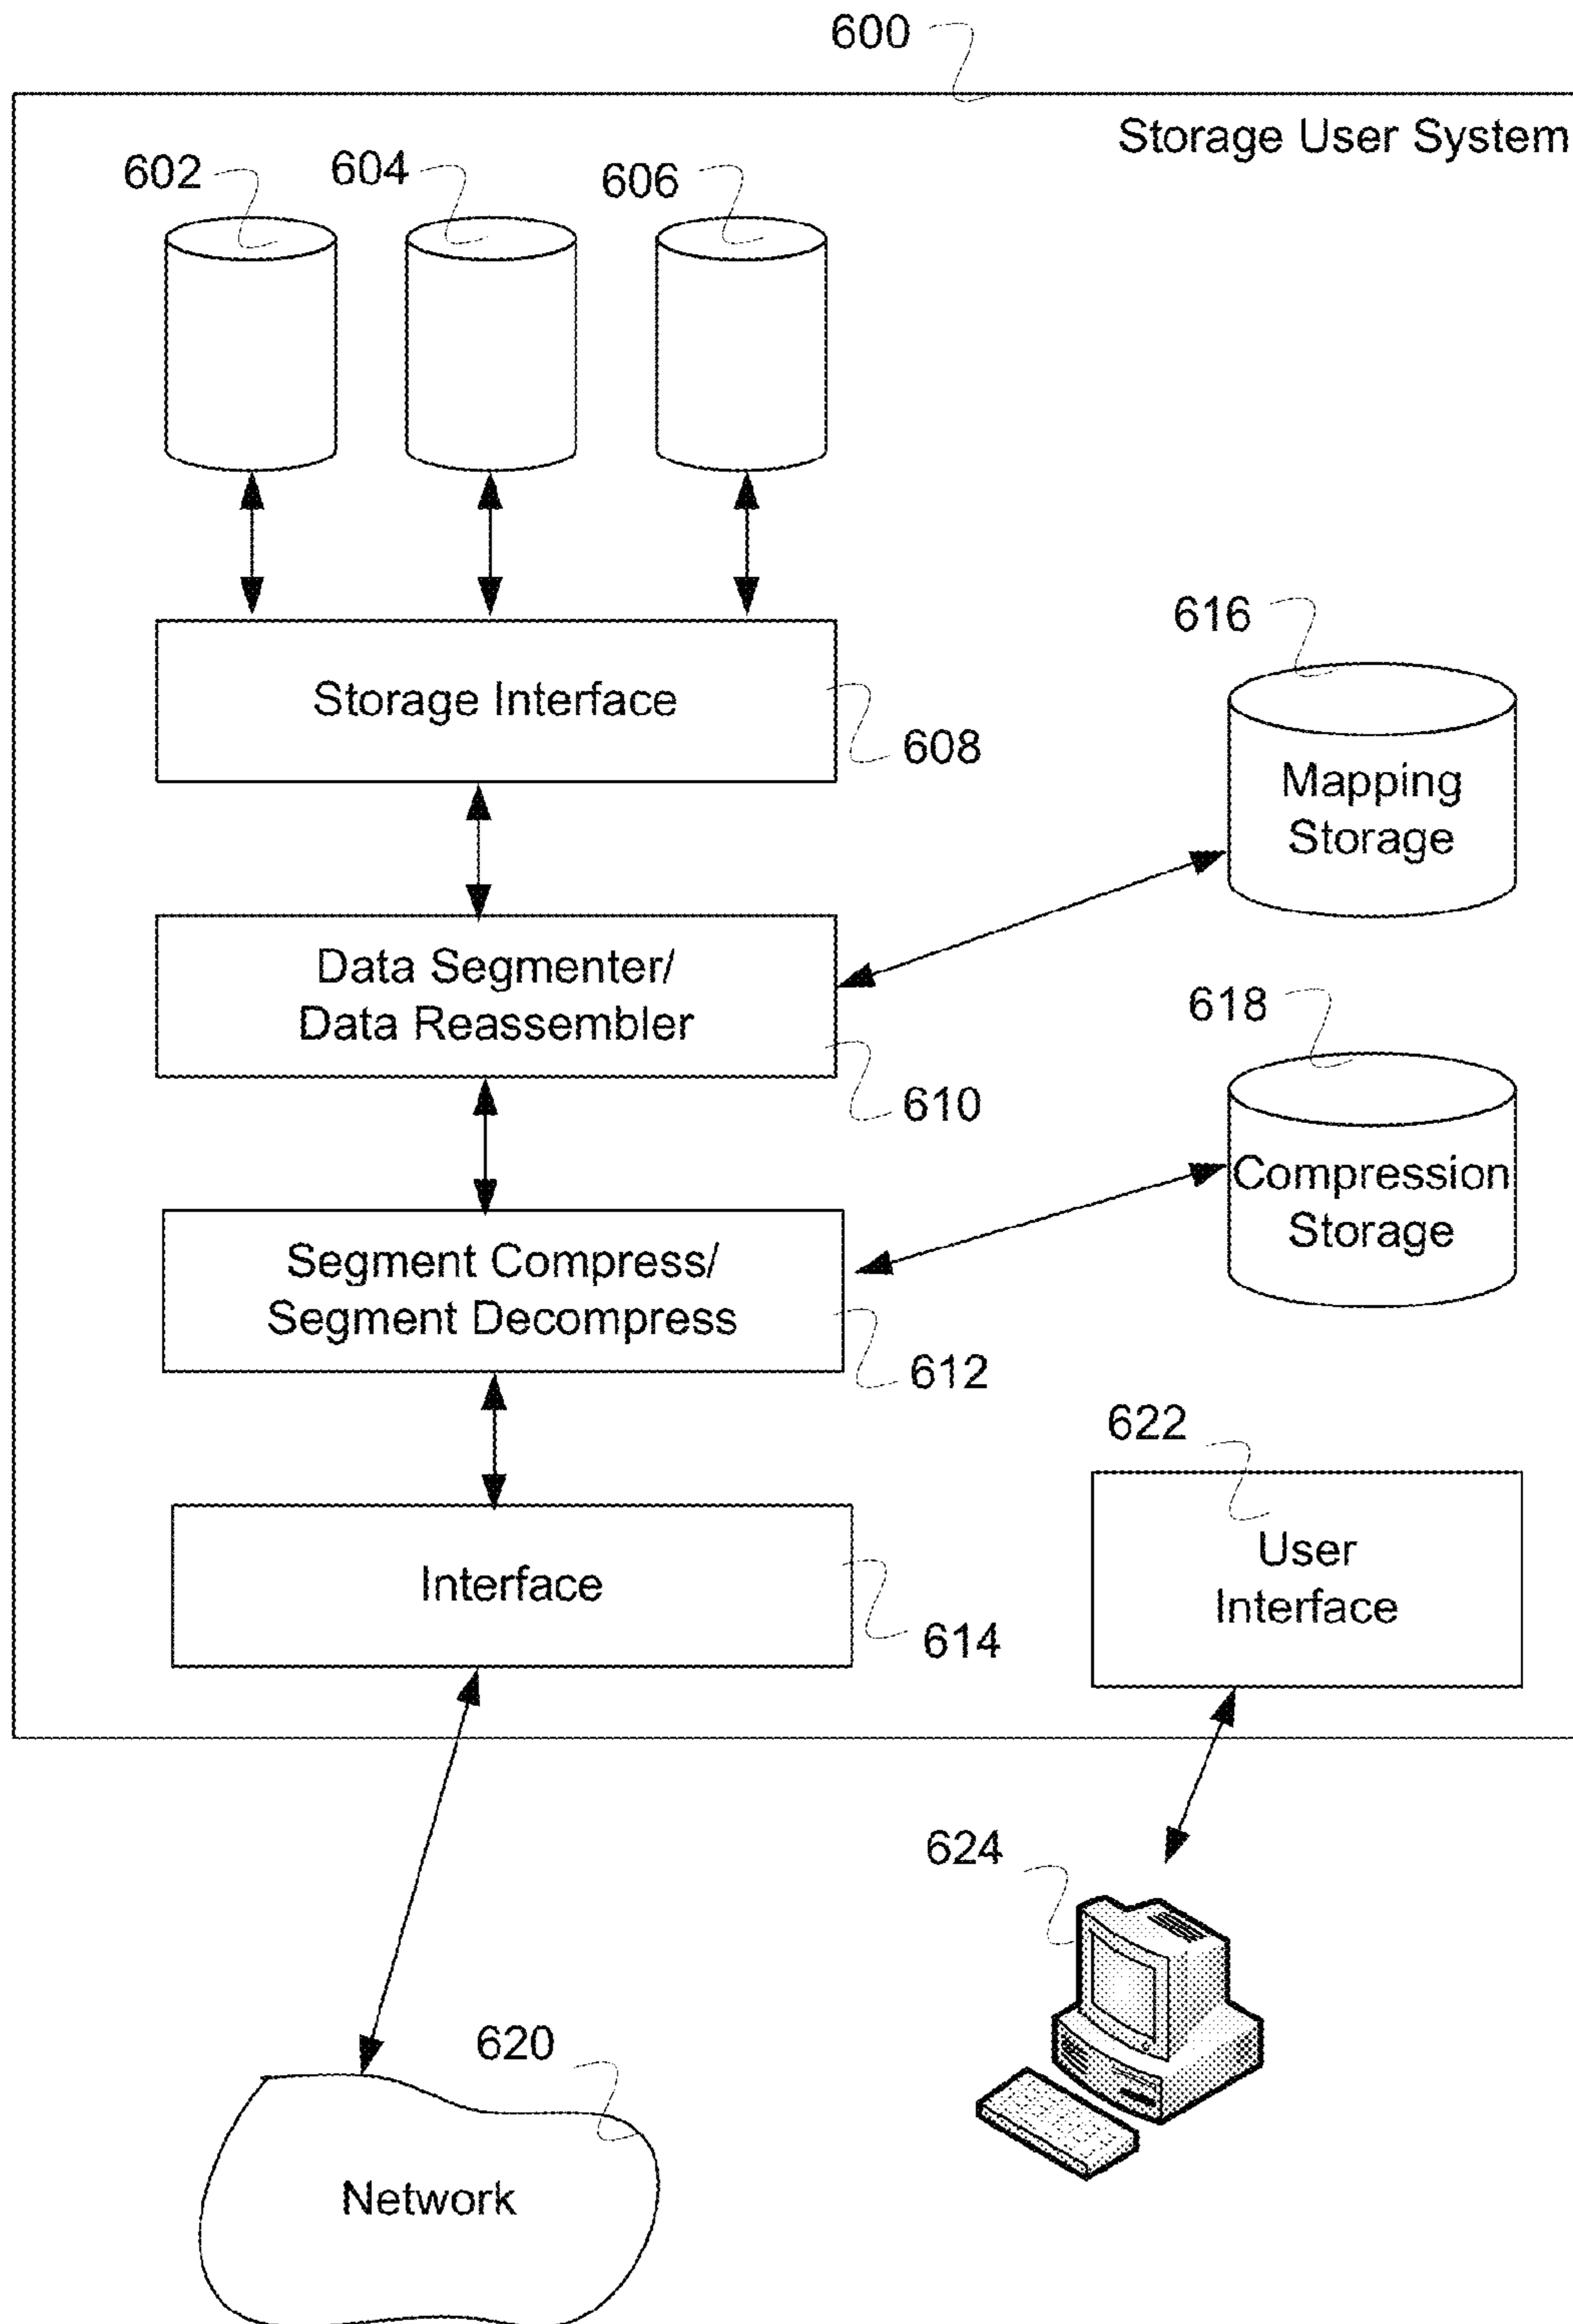 600
Storage User System
602
604
606
Storage Interface
608
616
Mapping
Storage
Data Segmenter/
Data Reassembler
610
618
Compression
Storage
Segment Compress/
Segment Decompress
612
622
User
Interface
Interface
614
624
620
Network